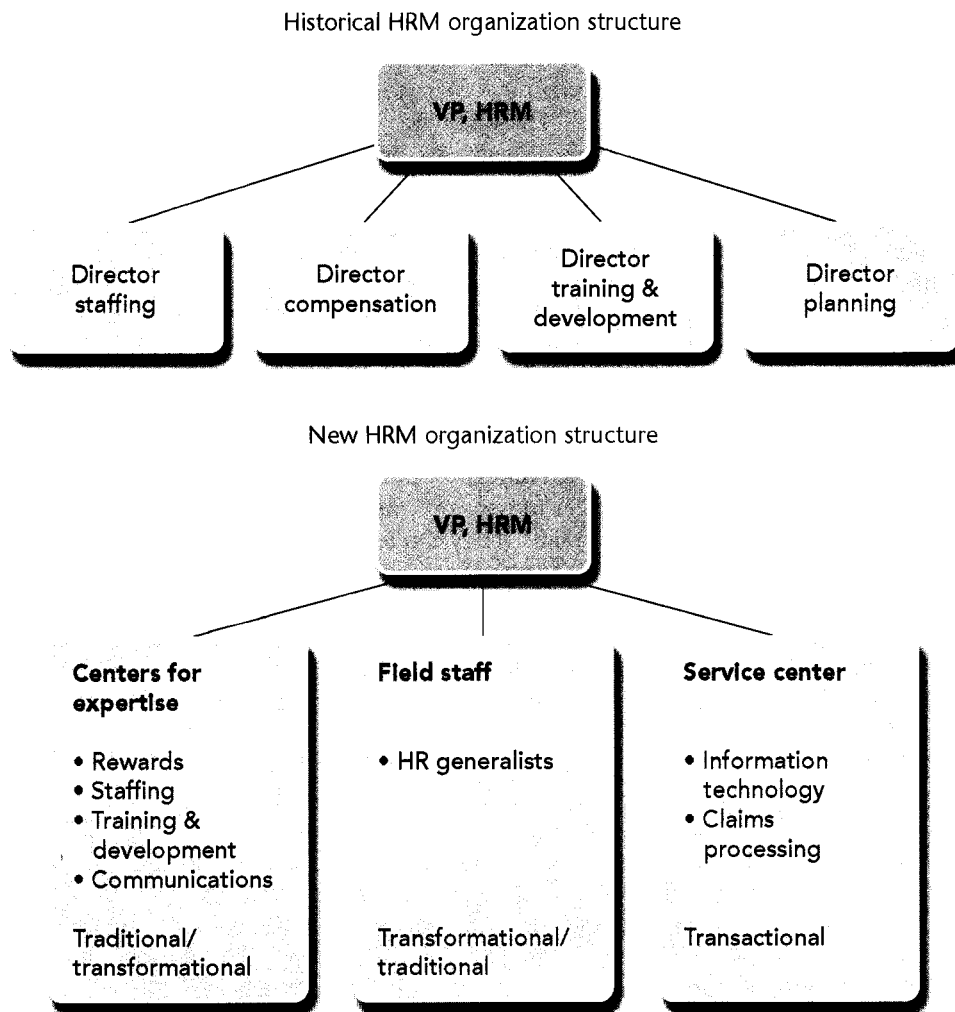 Historical HRM organization structure
VP, HRM
Director
staffing
Director
compensation
Director
training &
development
Director
planning
New HRM organization structure
VP, HRM
Centers for
expertise
• Rewards
• Staffing
• Training &
development
• Communications
Traditional/
transformational
Field staff
• HR generalists
Transformational/
traditional
Service center
• Information
technology
• Claims
processing
Transactional